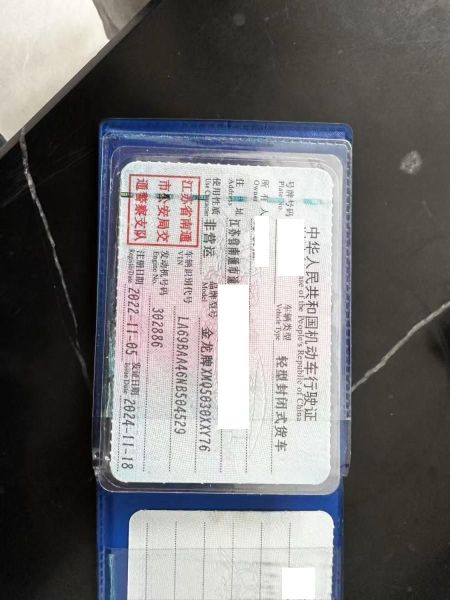 中华人民共和国机动车行驶证
se of the People's Republic of China
号牌号码 Plate No. 车辆类型 Vehicle Type 轻型封闭式货车
所有人 Owner
住址 Address 江苏省南通市通
使用性质 Use Character 非营运 品牌型号 Model 金龙牌XMQ5030XXY76
江苏省南通
市公安局交
通警察支队
车辆识别代号 VIN LA69BAA46NB504529
发动机号码 Engine No. 302886
注册日期 Register Date 2022-11-05 发证日期 Issue Date 2024-11-18